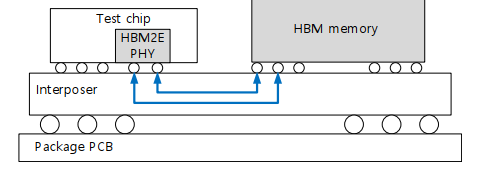 Test chip
HBM2E
PHY
HBM memory
Interposer
Package PCB